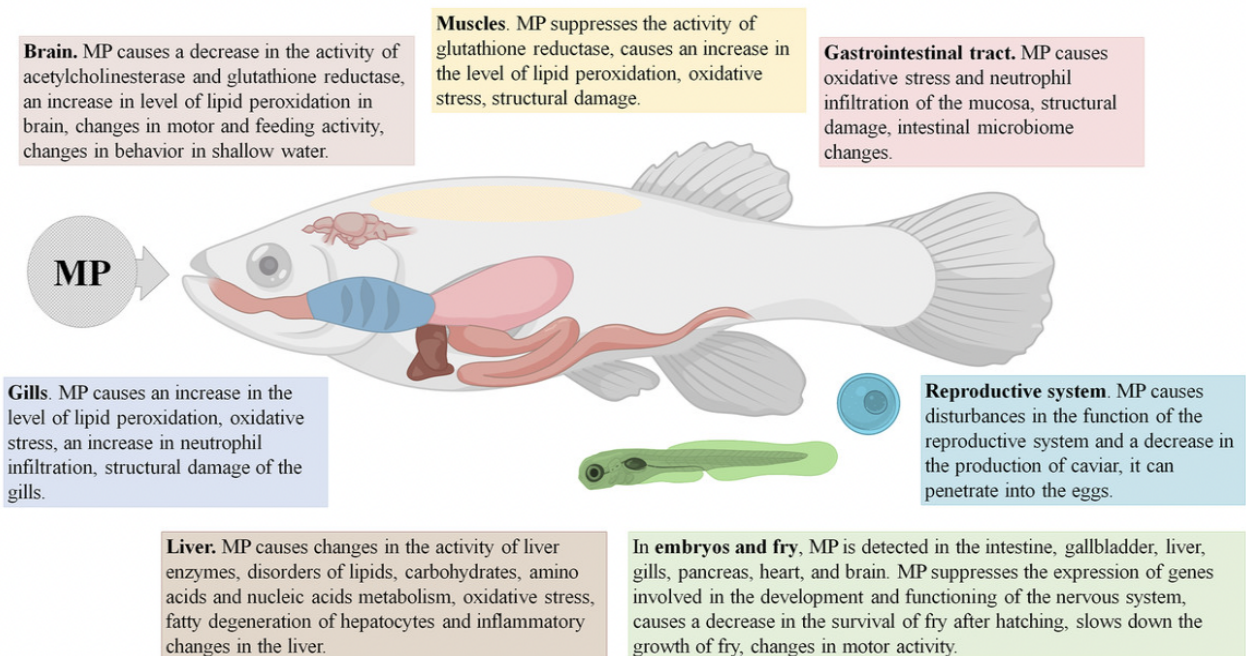 Muscles. MP suppresses the activity of
glutathione reductase, causes an increase in
the level of lipid peroxidation, oxidative
stress, structural damage.
Brain. MP causes a decrease in the activity of
acetylcholinesterase and glutathione reductase,
an increase in level of lipid peroxidation in
brain, changes in motor and feeding activity,
changes in behavior in shallow water.
Gastrointestinal tract. MP causes
oxidative stress and neutrophil
infiltration of the mucosa, structural
damage, intestinal microbiome
changes.
MP
Gills. MP causes an increase in the
level of lipid peroxidation, oxidative
stress, an increase in neutrophil
infiltration, structural damage of the
gills.
Reproductive system. MP causes
disturbances in the function of the
reproductive system and a decrease in
the production of caviar, it can
penetrate into the eggs.
Liver. MP causes changes in the activity of liver
enzymes, disorders of lipids, carbohydrates, amino
acids and nucleic acids metabolism, oxidative stress,
fatty degeneration of hepatocytes and inflammatory
changes in the liver.
In embryos and fry, MP is detected in the intestine, gallbladder, liver,
gills, pancreas, heart, and brain. MP suppresses the expression of genes
involved in the development and functioning of the nervous system,
causes a decrease in the survival of fry after hatching, slows down the
growth of fry, changes in motor activity.